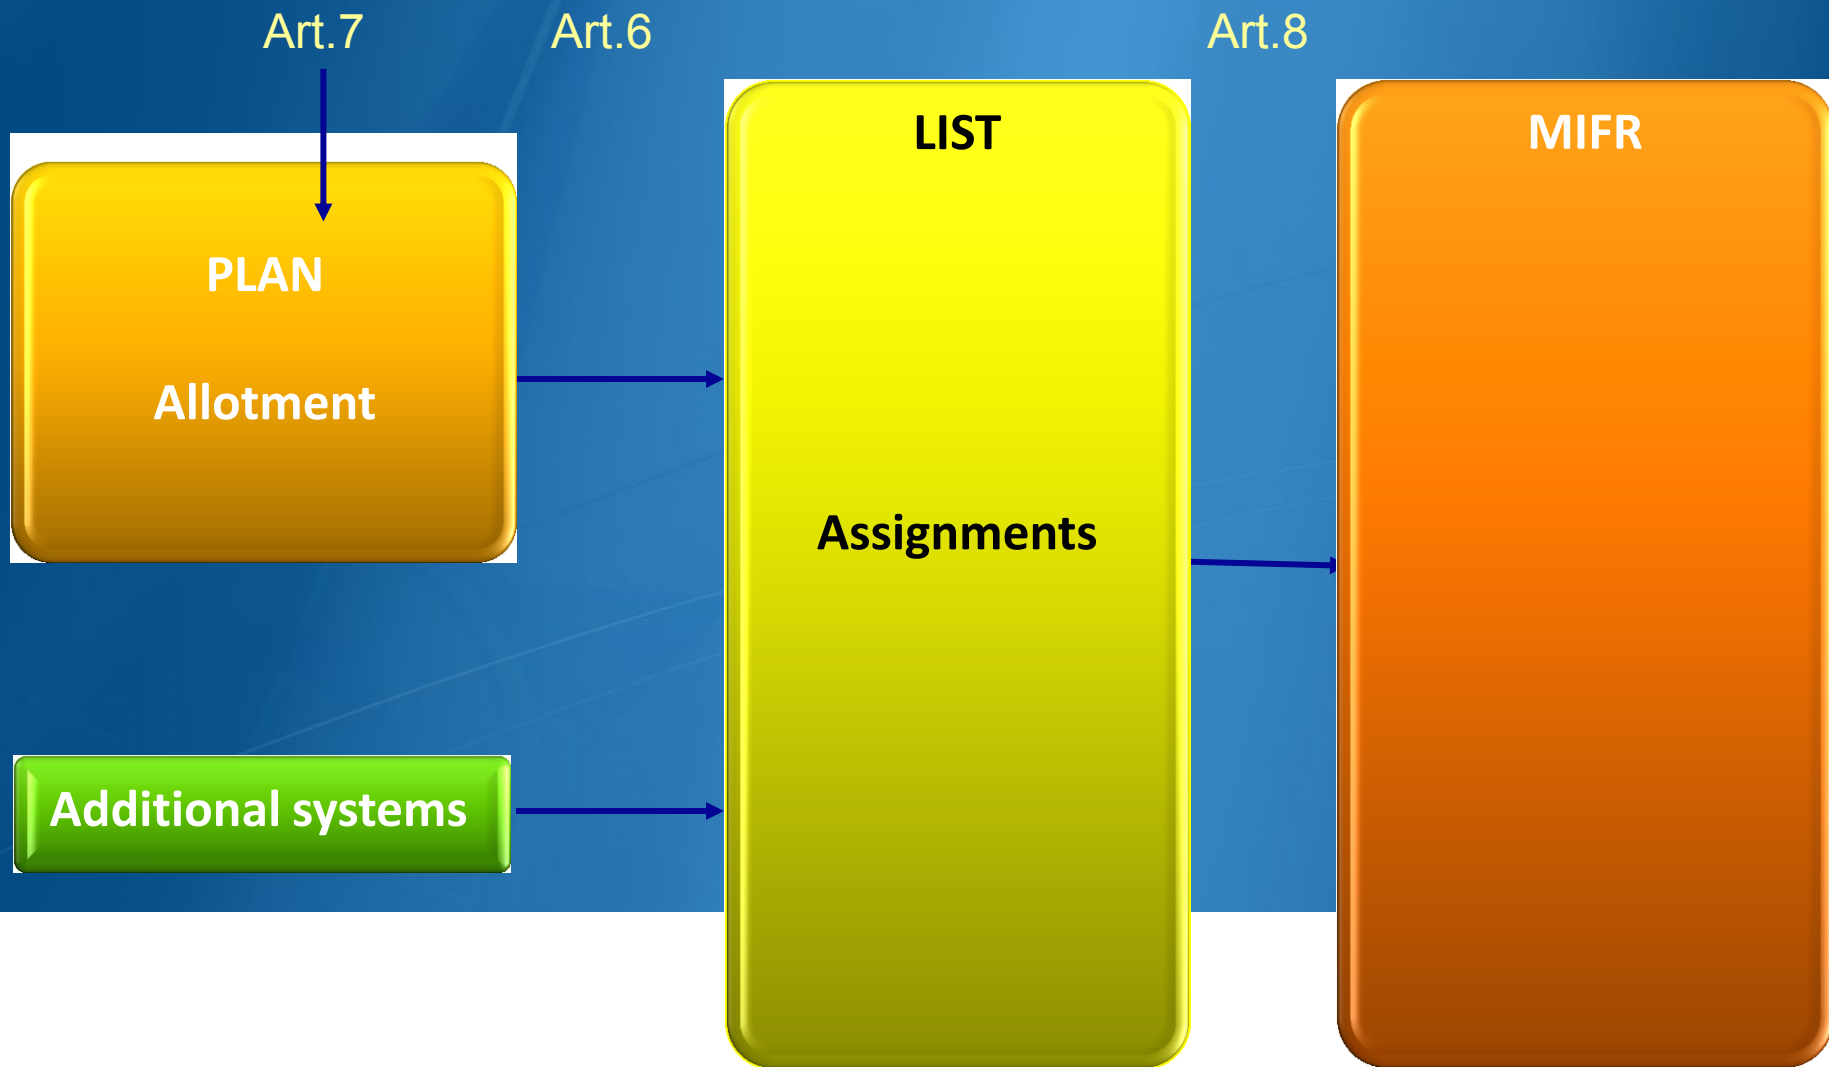 Art.7
Art.6
Art.8
PLAN
Allotment
Additional systems
LIST
Assignments
MIFR